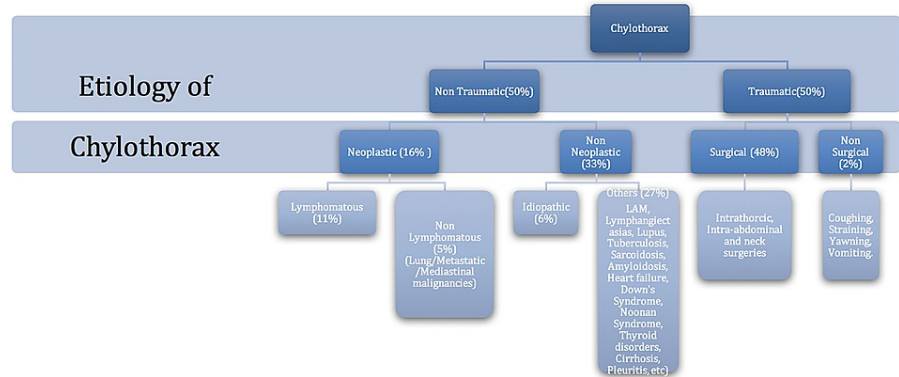 Chylothorax
Etiology of
Non Traumatic(50%)
Traumatic(50%)
Chylothorax
Neoplastic (16% )
Non
Neoplastic
(33%)
Surgical (48%)
Non
Surgical
(2%)
Lymphomatous
(11%)
Non
Lymphomatous
(5%)
(Lung/Metastatic
/Mediastinal
malignancies)
Idiopathic
(6%)
Others (27%)
LAM,
Lymphangiect
asias, Lupus,
Tuberculosis,
Sarcoidosis,
Amyloidosis,
Heart failure,
Down's
Syndrome,
Noonan
Syndrome,
Thyroid
disorders,
Cirrhosis,
Pleuritis, etc)
Intrathorcic,
Intra-abdominal
and neck
surgeries
Coughing,
Straining,
Yawning,
Vomiting.